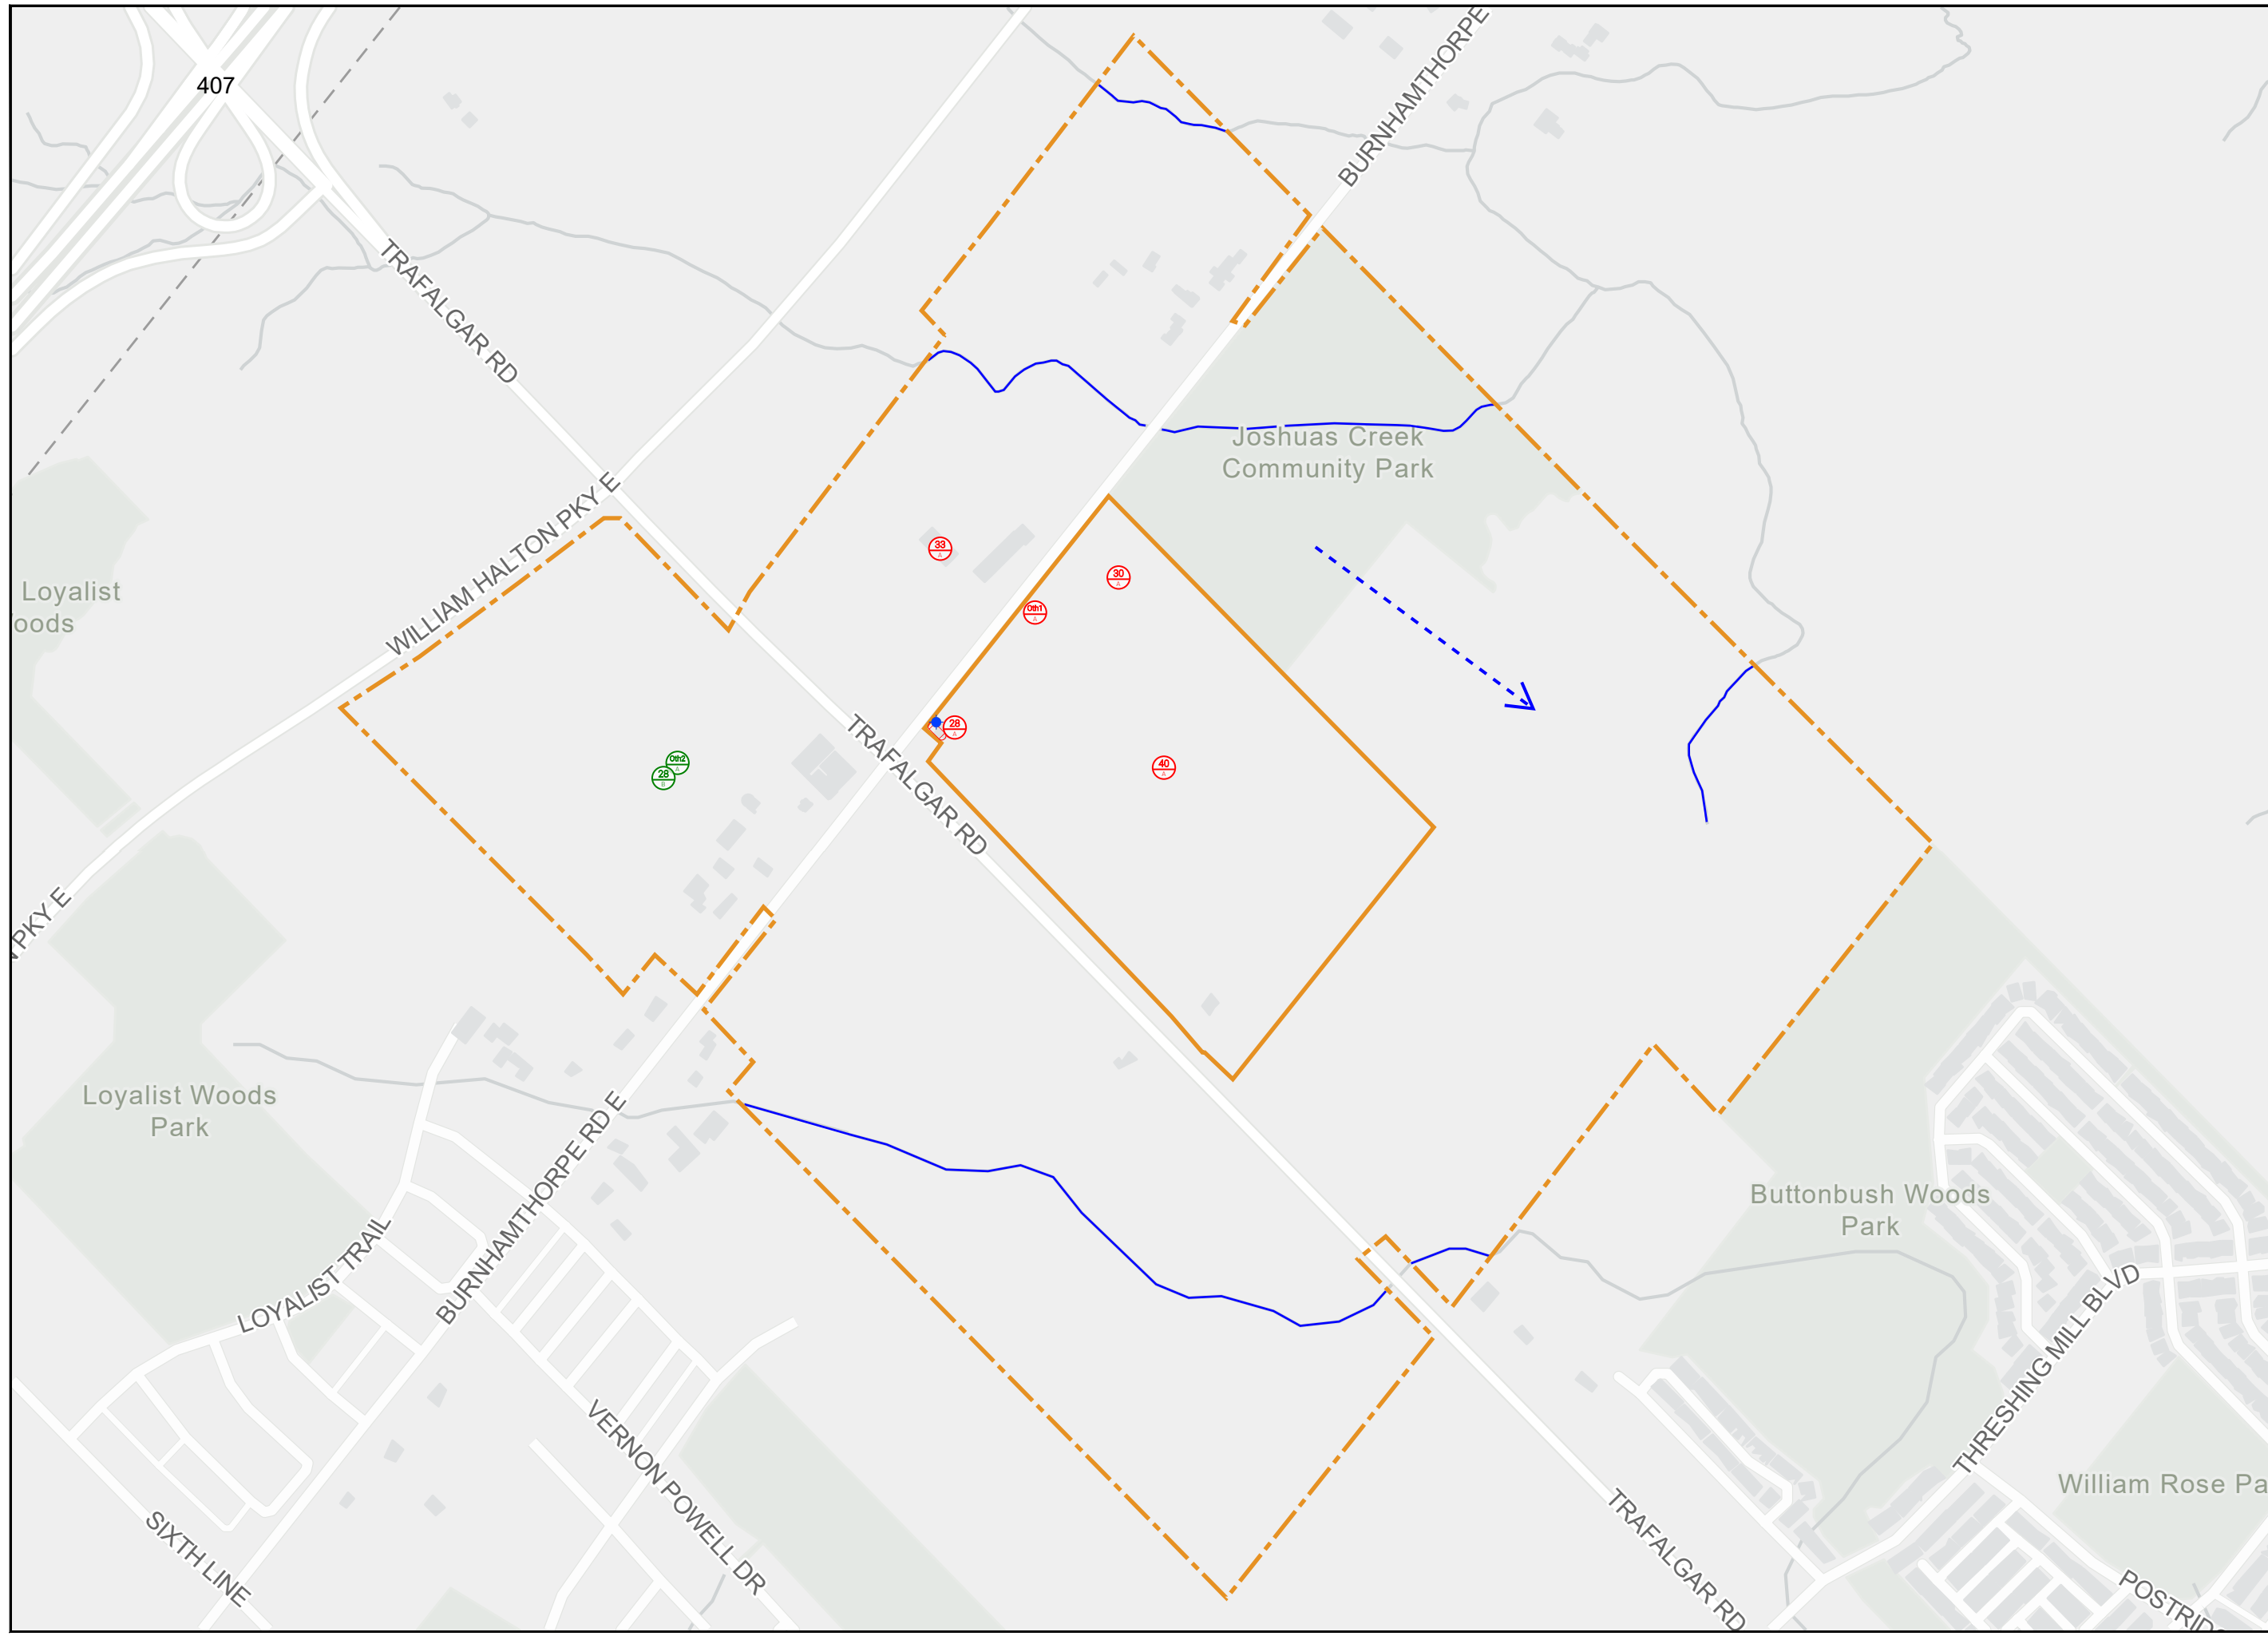 407
BURNHAMTHORPE
TRAFALGAR RD
WILLIAM HALTON PKY E
Joshuas Creek
Community Park
Loyalist
oods
33
A
30
A
Oth1
A
28
A
40
A
Oth2
A
28
B
TRAFALGAR RD
PKY E
Loyalist Woods
Park
BURNHAMTHORPE RD E
LOYALIST TRAIL
Buttonbush Woods
Park
THRESHING MILL BLVD
VERNON POWELL DR
SIXTH LINE
William Rose Pa
TRAFALGAR RD
POSTRID